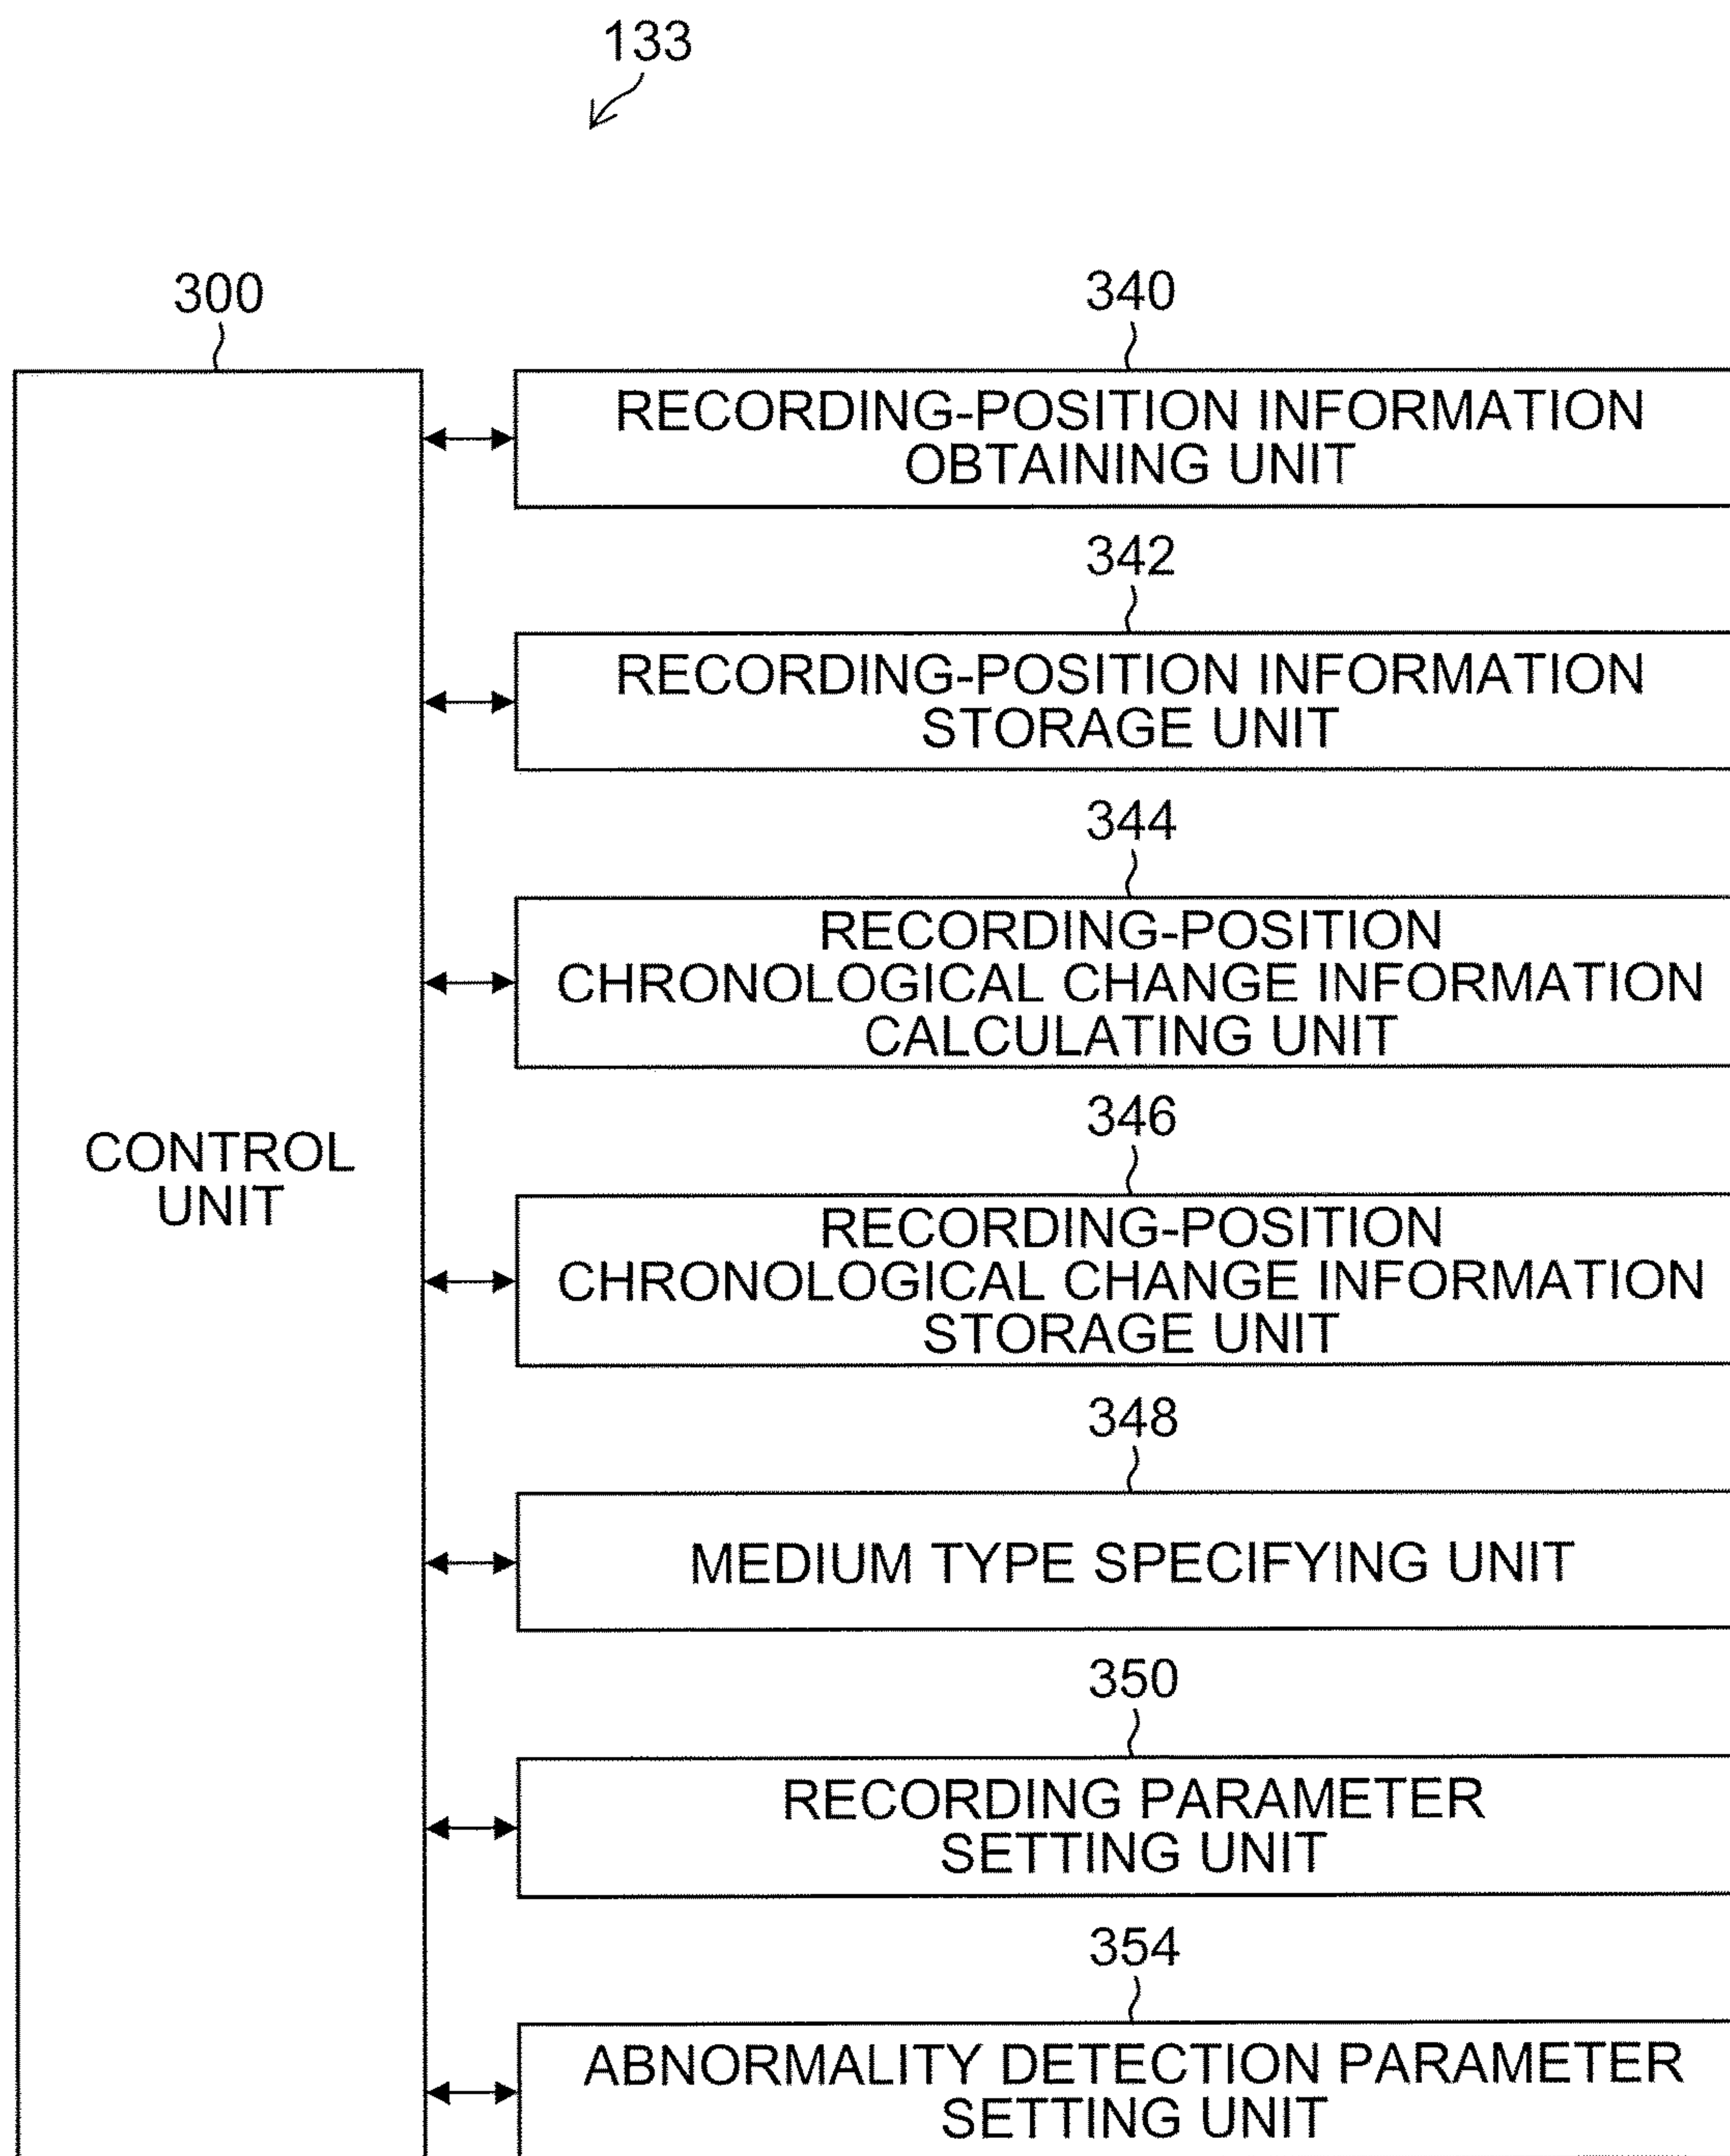 133
300
340
RECORDING-POSITION INFORMATION
OBTAINING UNIT
342
RECORDING-POSITION INFORMATION
STORAGE UNIT
344
RECORDING-POSITION
CHRONOLOGICAL CHANGE INFORMATION
CALCULATING UNIT
346
CONTROL
UNIT
RECORDING-POSITION
CHRONOLOGICAL CHANGE INFORMATION
STORAGE UNIT
348
MEDIUM TYPE SPECIFYING UNIT
350
RECORDING PARAMETER
SETTING UNIT
354
ABNORMALITY DETECTION PARAMETER
SETTING UNIT